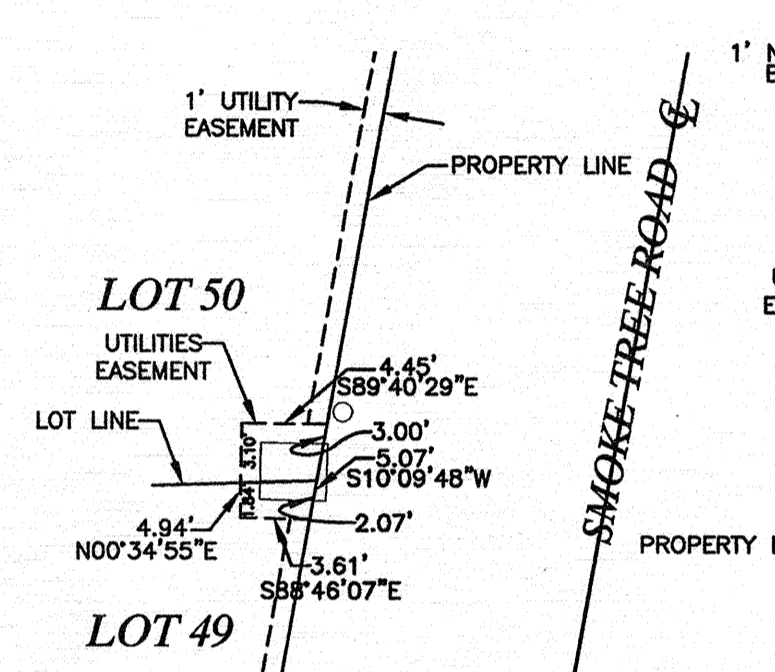 1' UTILITY
EASEMENT
PROPERTY LINE
SMOKE TREE ROAD ℄
1' N
E
LOT 50
UTILITIES
EASEMENT
E
4.45'
S89°40'29"E
LOT LINE
3.10'
3.00'
5.07'
S10°09'48"W
1.84'
4.94'
N00°34'55"E
2.07'
3.61'
S88°46'07"E
PROPERTY
LOT 49